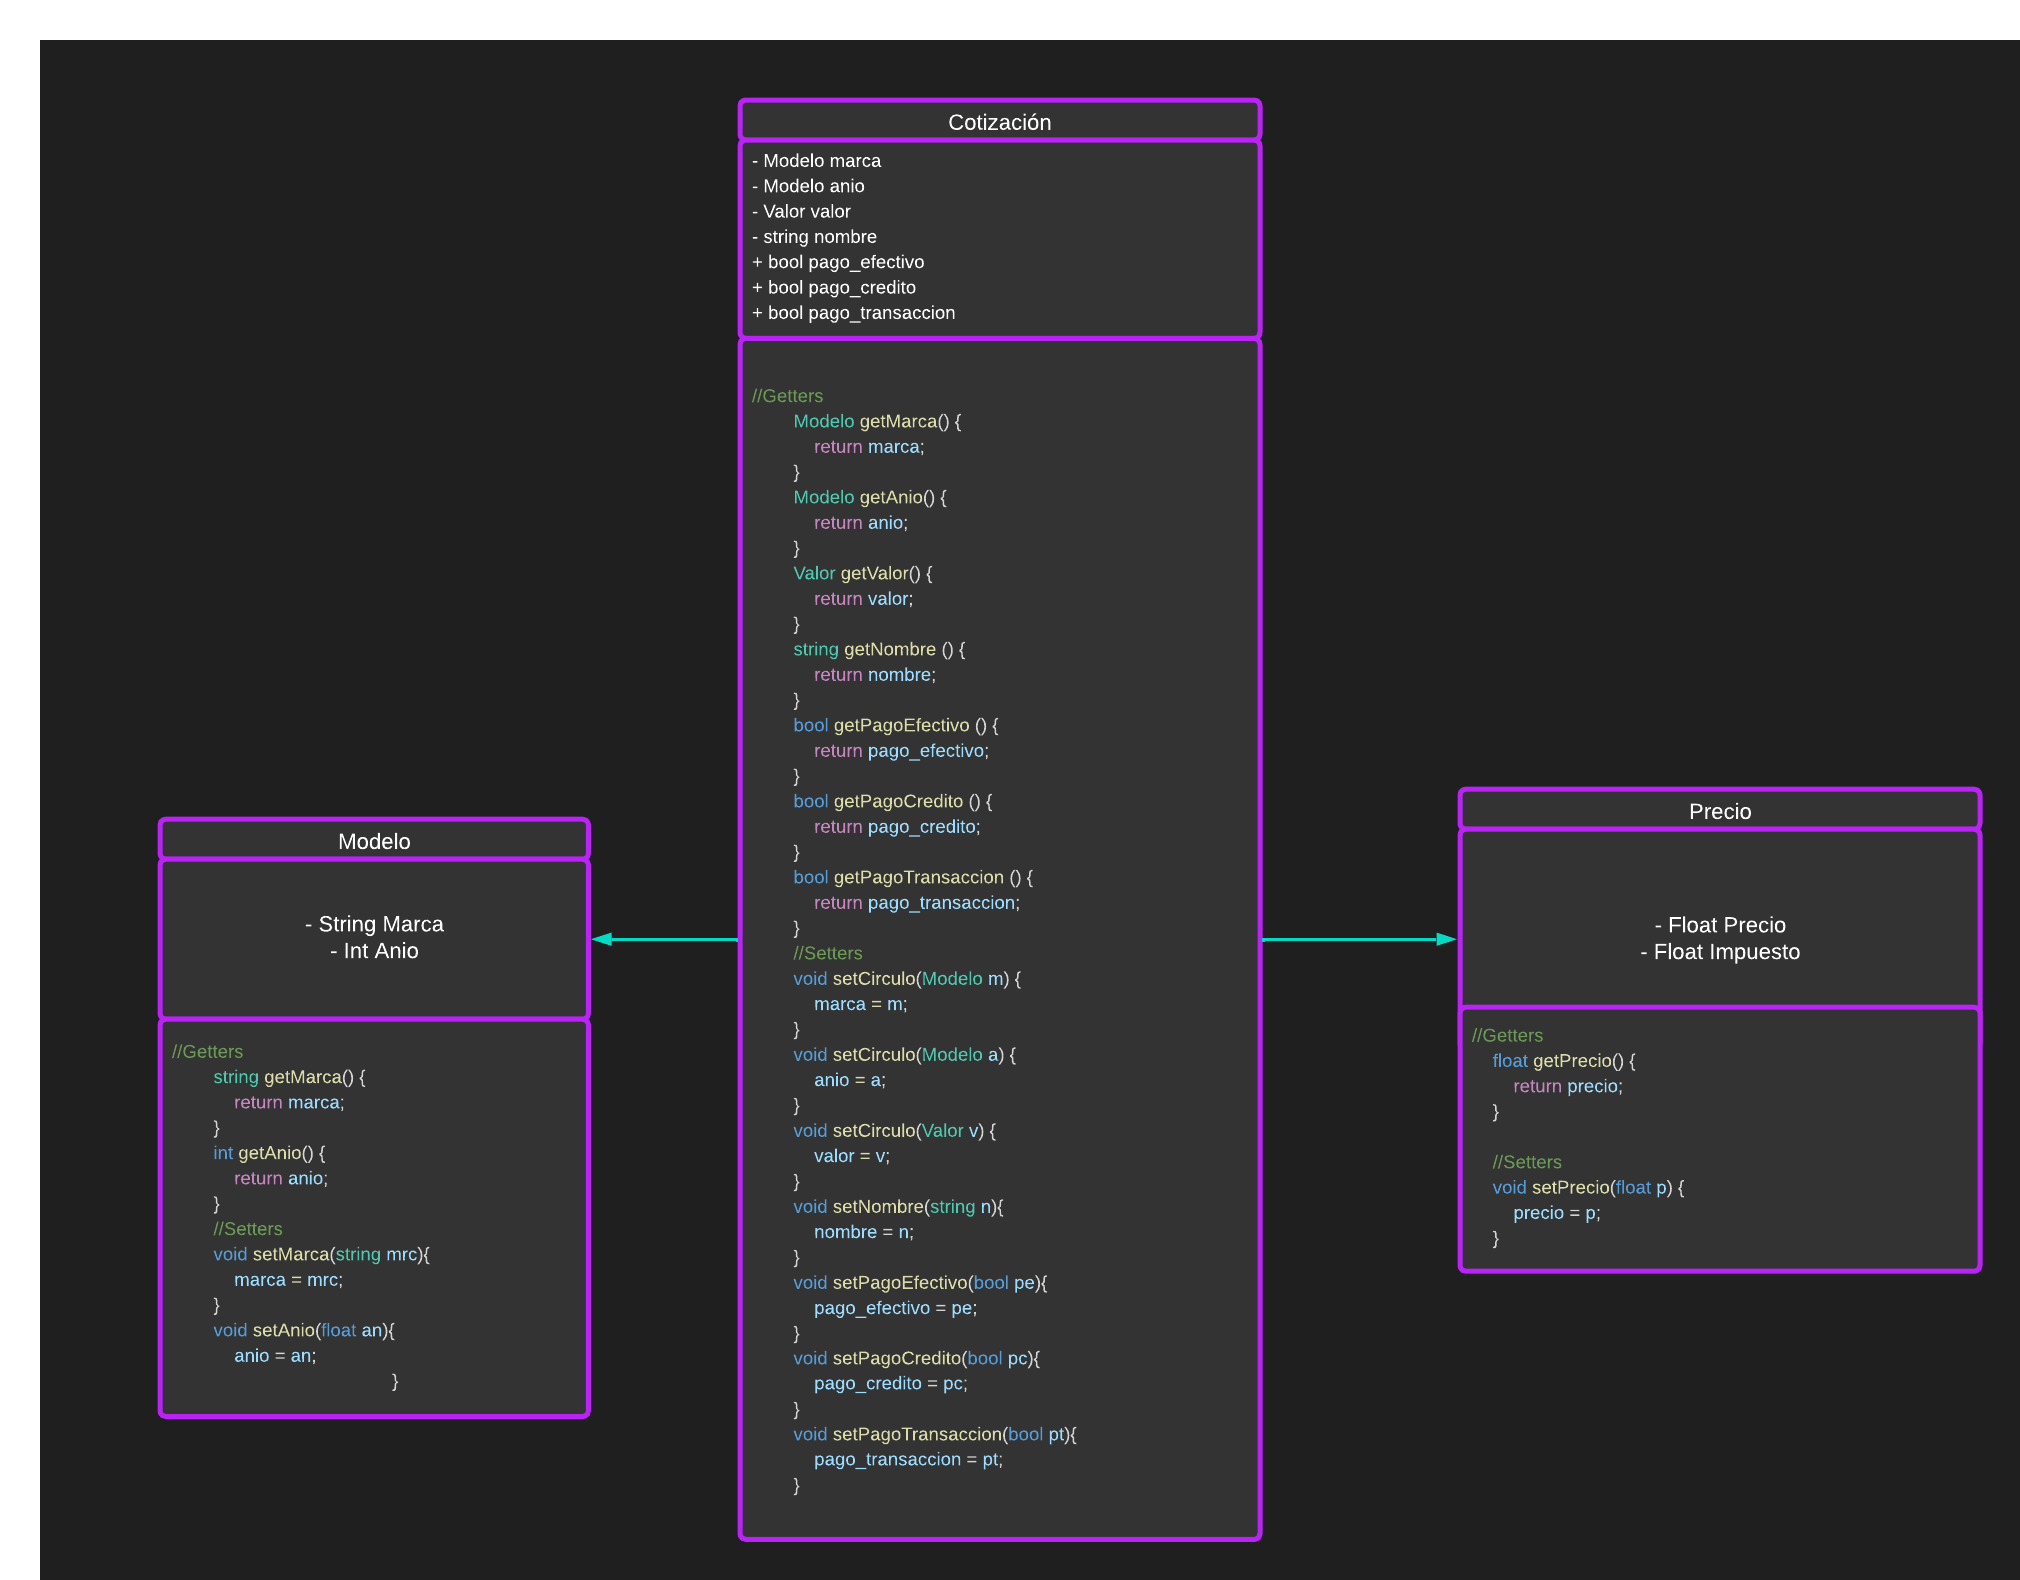 Cotización
- Modelo marca
- Modelo anio
- Valor valor
- string nombre
+ bool pago_efectivo
+ bool pago_credito
+ bool pago_transaccion
//Getters
Modelo getMarca() {
return marca;
}
Modelo getAnio() {
return anio;
}
Valor getValor() {
return valor;
}
string getNombre () {
return nombre;
}
bool getPagoEfectivo () {
return pago_efectivo;
}
bool getPagoCredito () {
return pago_credito;
}
bool getPagoTransaccion () {
return pago_transaccion;
}
//Setters
void setCirculo(Modelo m) {
marca = m;
}
void setCirculo(Modelo a) {
anio = a;
}
void setCirculo(Valor v) {
valor = v;
}
void setNombre(string n){
nombre = n;
}
void setPagoEfectivo(bool pe){
pago_efectivo = pe;
}
void setPagoCredito(bool pc){
pago_credito = pc;
}
void setPagoTransaccion(bool pt){
pago_transaccion = pt;
}
Modelo
- String Marca
- Int Anio
//Getters
string getMarca() {
return marca;
}
int getAnio() {
return anio;
}
//Setters
void setMarca(string mrc){
marca = mrc;
}
void setAnio(float an){
anio = an;
}
Precio
- Float Precio
- Float Impuesto
//Getters
float getPrecio() {
return precio;
}
//Setters
void setPrecio(float p) {
precio = p;
}